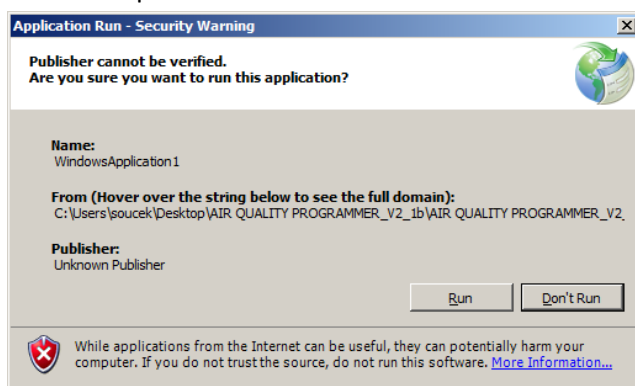 Application Run - Security Warning
Publisher cannot be verified.
Are you sure you want to run this application?
Name:
WindowsApplication1
From (Hover over the string below to see the full domain):
C:\Users\soucek\Desktop\AIR QUALITY PROGRAMMER_V2_1b\AIR QUALITY PROGRAMMER_V2_
Publisher:
Unknown Publisher
Run
Don't Run
While applications from the Internet can be useful, they can potentially harm your
computer. If you do not trust the source, do not run this software. More Information...